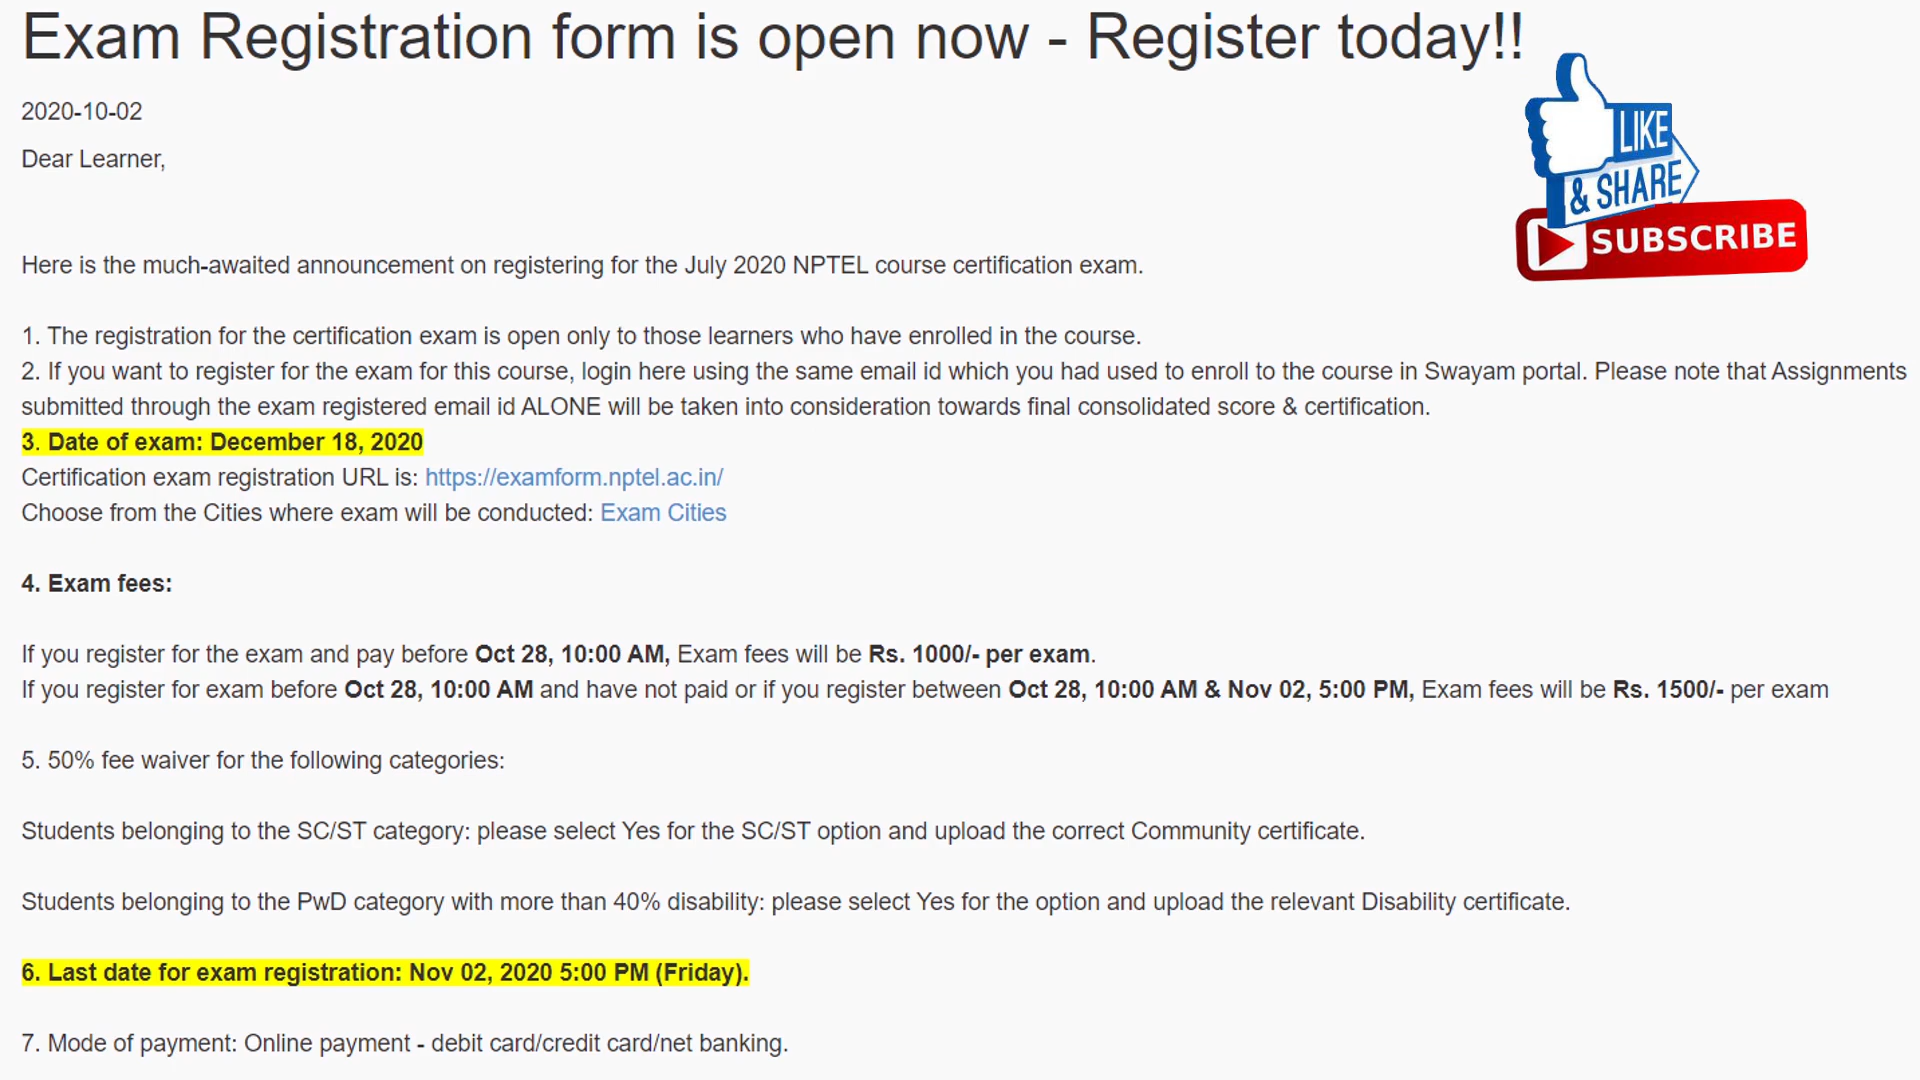 Exam Registration form is open now - Register today!!
2020-10-02
Dear Learner,
LIKE
& SHARE
SUBSCRIBE
Here is the much-awaited announcement on registering for the July 2020 NPTEL course certification exam.
1. The registration for the certification exam is open only to those learners who have enrolled in the course.
2. If you want to register for the exam for this course, login here using the same email id which you had used to enroll to the course in Swayam portal. Please note that Assignments
submitted through the exam registered email id ALONE will be taken into consideration towards final consolidated score & certification.
3. Date of exam: December 18, 2020
Certification exam registration URL is: https://examform.nptel.ac.in/
Choose from the Cities where exam will be conducted: Exam Cities
4. Exam fees:
If you register for the exam and pay before Oct 28, 10:00 AM, Exam fees will be Rs. 1000/- per exam.
If you register for exam before Oct 28, 10:00 AM and have not paid or if you register between Oct 28, 10:00 AM & Nov 02, 5:00 PM, Exam fees will be Rs. 1500/- per exam
5. 50% fee waiver for the following categories:
Students belonging to the SC/ST category: please select Yes for the SC/ST option and upload the correct Community certificate.
Students belonging to the PwD category with more than 40% disability: please select Yes for the option and upload the relevant Disability certificate.
6. Last date for exam registration: Nov 02, 2020 5:00 PM (Friday).
7. Mode of payment: Online payment - debit card/credit card/net banking.